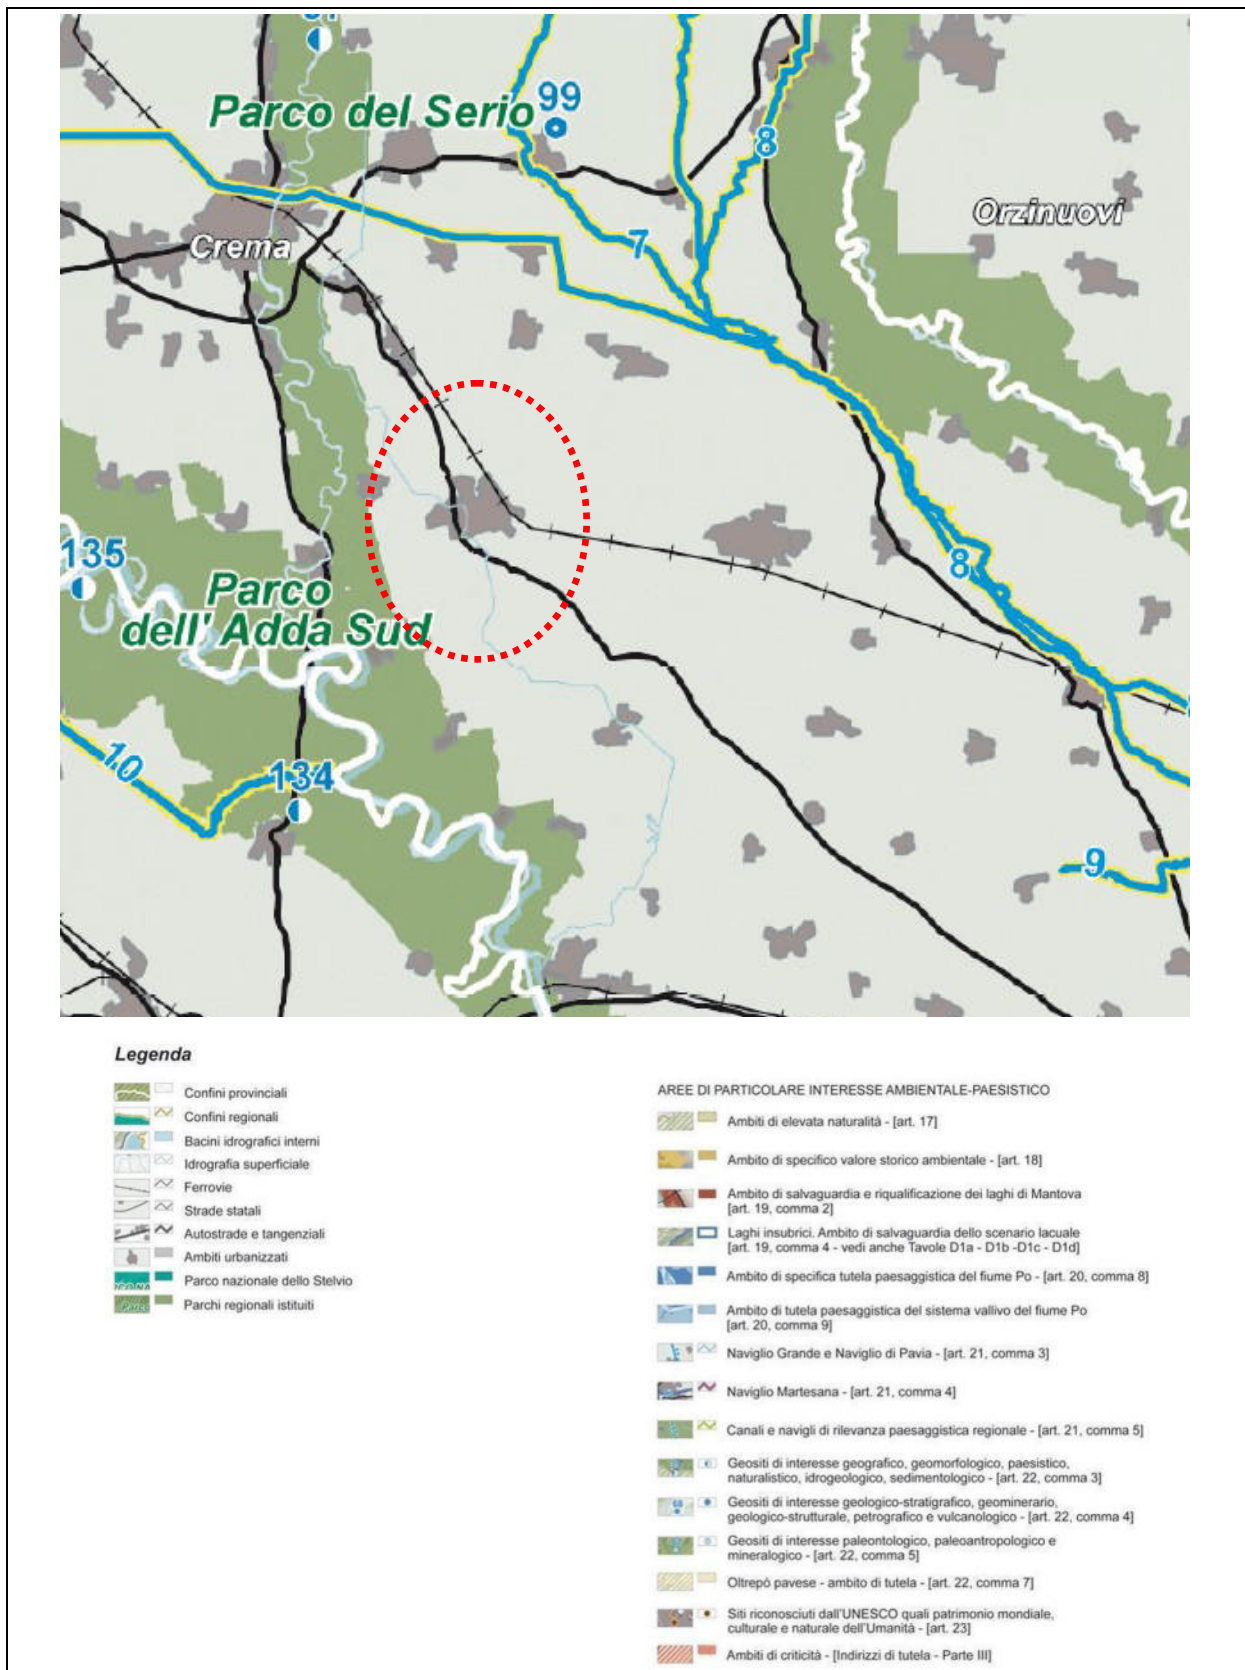 Parco del Serio
99
8
Orzinuovi
Crema
7
135
8
Parco
dell' Adda Sud
10
134
9
Legenda
Confini provinciali
Confini regionali
Bacini idrografici interni
Idrografia superficiale
Ferrovie
Strade statali
Autostrade e tangenziali
Ambiti urbanizzati
Parco nazionale dello Stelvio
Parchi regionali istituiti
AREE DI PARTICOLARE INTERESSE AMBIENTALE-PAESISTICO
Ambiti di elevata naturalità - [art. 17]
Ambito di specifico valore storico ambientale - [art. 18]
Ambito di salvaguardia e riqualificazione dei laghi di Mantova
[art. 19, comma 2]
Laghi insubrici. Ambito di salvaguardia dello scenario lacuale
[art. 19, comma 4 - vedi anche Tavole D1a - D1b -D1c - D1d]
Ambito di specifica tutela paesaggistica del fiume Po - [art. 20, comma 8]
Ambito di tutela paesaggistica del sistema vallivo del fiume Po
[art. 20, comma 9]
Naviglio Grande e Naviglio di Pavia - [art. 21, comma 3]
Naviglio Martesana - [art. 21, comma 4]
Canali e navigli di rilevanza paesaggistica regionale - [art. 21, comma 5]
Geositi di interesse geografico, geomorfologico, paesistico,
naturalistico, idrogeologico, sedimentologico - [art. 22, comma 3]
Geositi di interesse geologico-stratigrafico, geominerario,
geologico-strutturale, petrografico e vulcanologico - [art. 22, comma 4]
Geositi di interesse paleontologico, paleoantropologico e
mineralogico - [art. 22, comma 5]
Oltrepò pavese - ambito di tutela - [art. 22, comma 7]
Siti riconosciuti dall'UNESCO quali patrimonio mondiale,
culturale e naturale dell'Umanità - [art. 23]
Ambiti di criticità - [Indirizzi di tutela - Parte III]